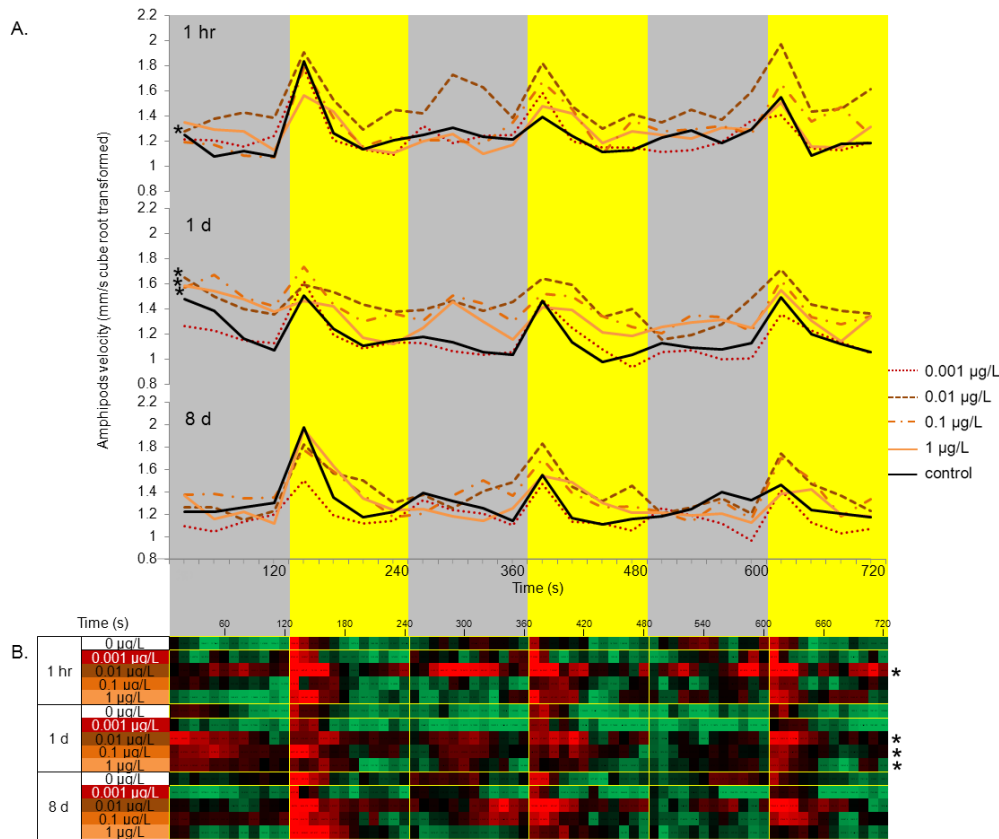 A.
Amphipods velocity (mm/s cube root transformed)
2.2
2
1.8
1.6
1.4
1.2
1
0.8
1 hr
*
2.2
2
1.8
1.6
1.4
1.2
1
0.8
1 d
*
*
*
2.2
2
1.8
1.6
1.4
1.2
1
0.8
8 d
120 240 360 480 600 720
Time (s)
0.001 µg/L
0.01 µg/L
0.1 µg/L
1 µg/L
control
B.
Time (s) 60 120 180 240 300 360 420 480 540 600 660 720
1 hr
0 µg/L
0.001 µg/L
0.01 µg/L *
0.1 µg/L
1 µg/L
1 d
0 µg/L
0.001 µg/L
0.01 µg/L *
0.1 µg/L *
1 µg/L *
8 d
0 µg/L
0.001 µg/L
0.01 µg/L
0.1 µg/L
1 µg/L